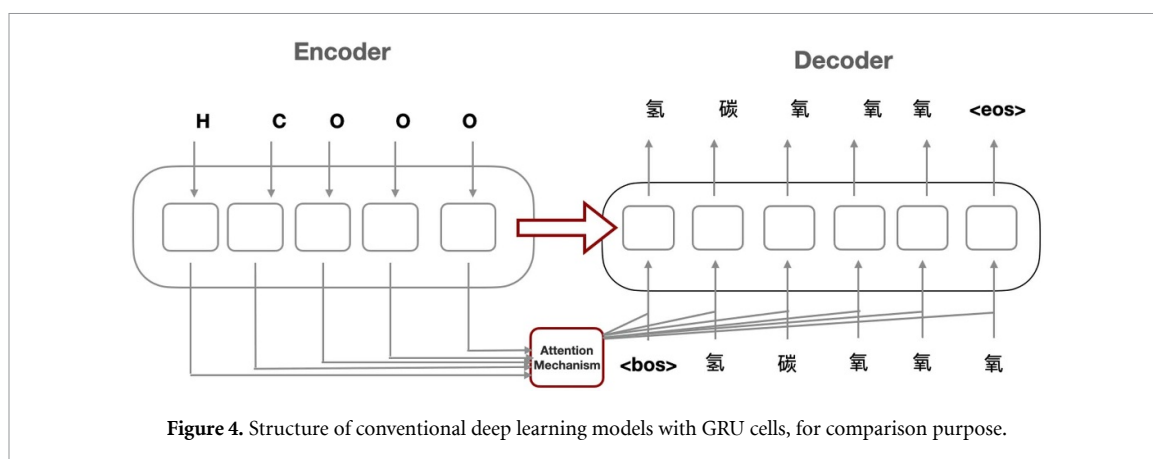 Encoder
Decoder
H C O O O
氢 碳 氧 氧 氧 <eos>
Attention
Mechanism
<bos> 氢 碳 氧 氧 氧
Figure 4. Structure of conventional deep learning models with GRU cells, for comparison purpose.